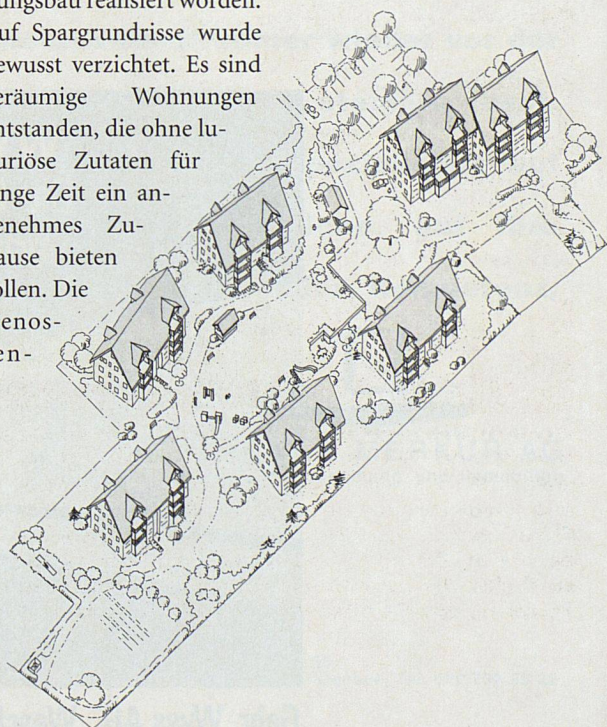 ungsbau realisiert worden.
uf Spargrundrisse wurde
ewusst verzichtet. Es sind
eräumige Wohnungen
ntstanden, die ohne lu-
uriöse Zutaten für
nge Zeit ein an-
enehmes Zu-
ause bieten
ollen. Die
enos-
en-